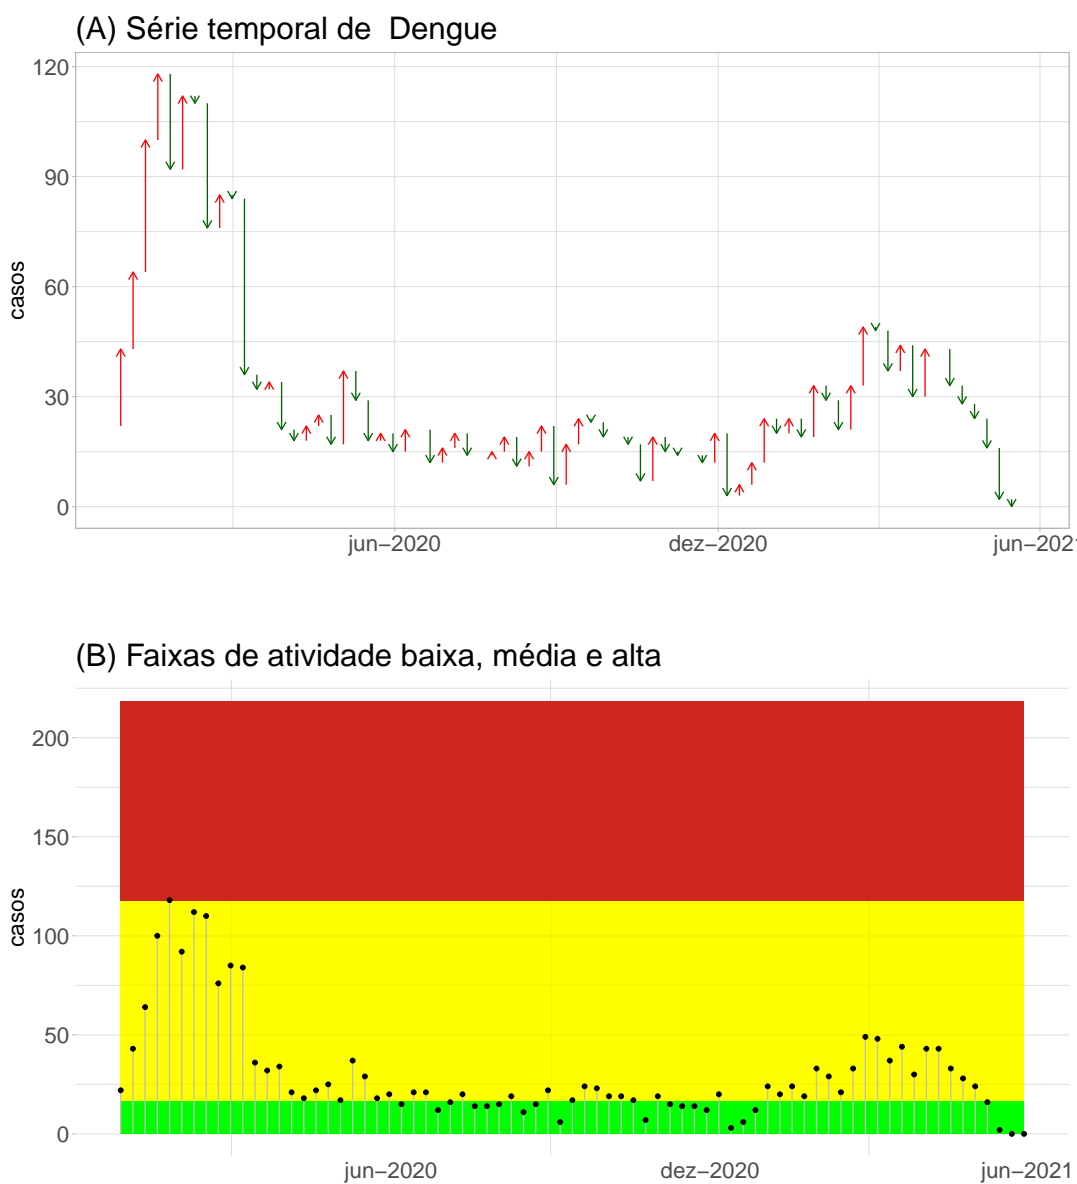 (A) Série temporal de  Dengue
120
90
60
30
0
casos
jun−2020
dez−2020
jun−2021
(B) Faixas de atividade baixa, média e alta
200
150
100
50
0
casos
jun−2020
dez−2020
jun−2021